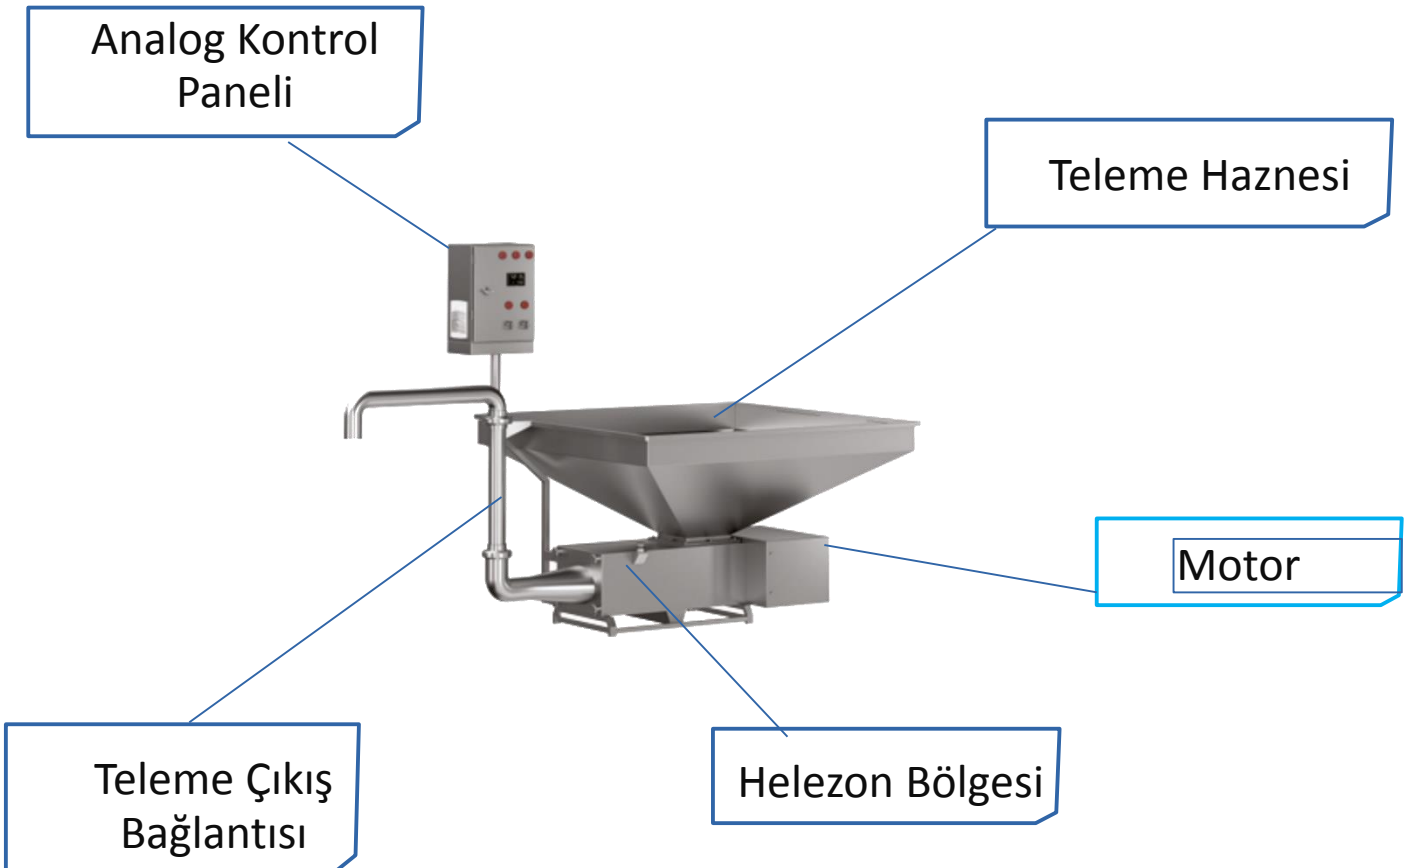 Analog Kontrol
Paneli
Teleme Haznesi
Motor
Teleme Çıkış
Bağlantısı
Helezon Bölgesi